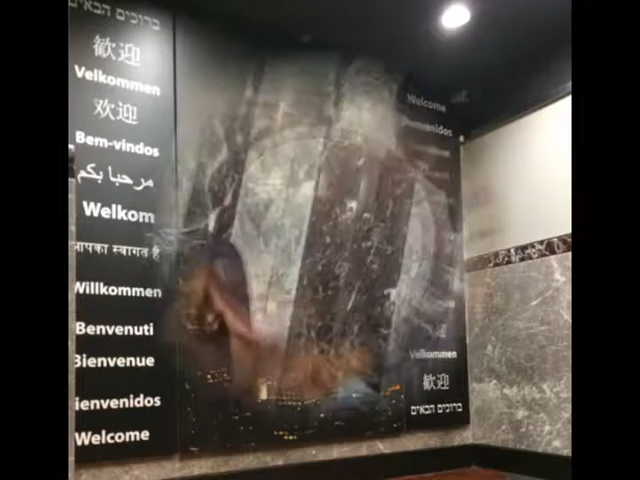 ברוכים הבאים
歓迎
Velkommen
欢迎
Bem-vindos
مرحبا بكم
Welkom
आपका स्वागत है
Willkommen
Benvenuti
Bienvenue
ienvenidos
Welcome
Welcome
Bienvenidos
Velkommen
歓迎
ברוכים הבאים